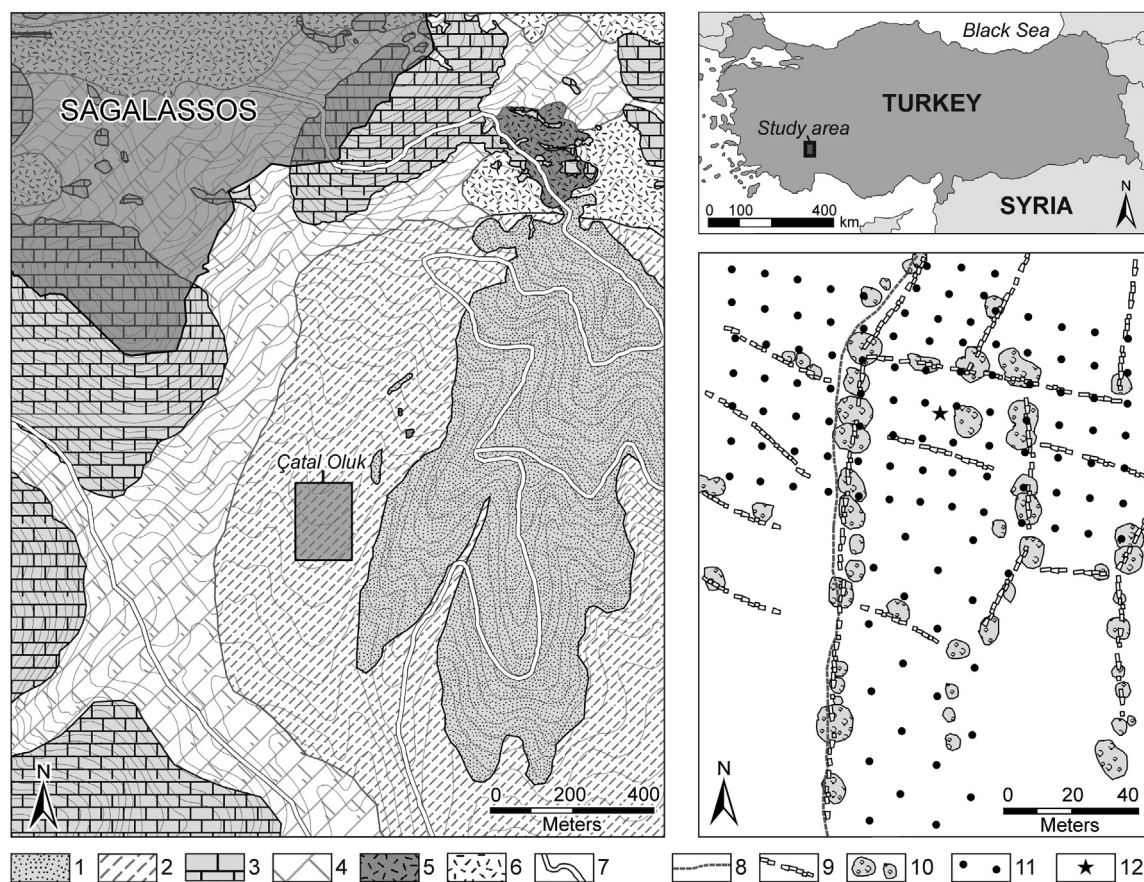 SAGALASSOS
Çatal Oluk
N
0 200 400
Meters
Black Sea
TURKEY
Study area
SYRIA
0 100 400
km
N
N
0 20 40
Meters
1 2 3 4 5 6 7 8 9 10 11 12